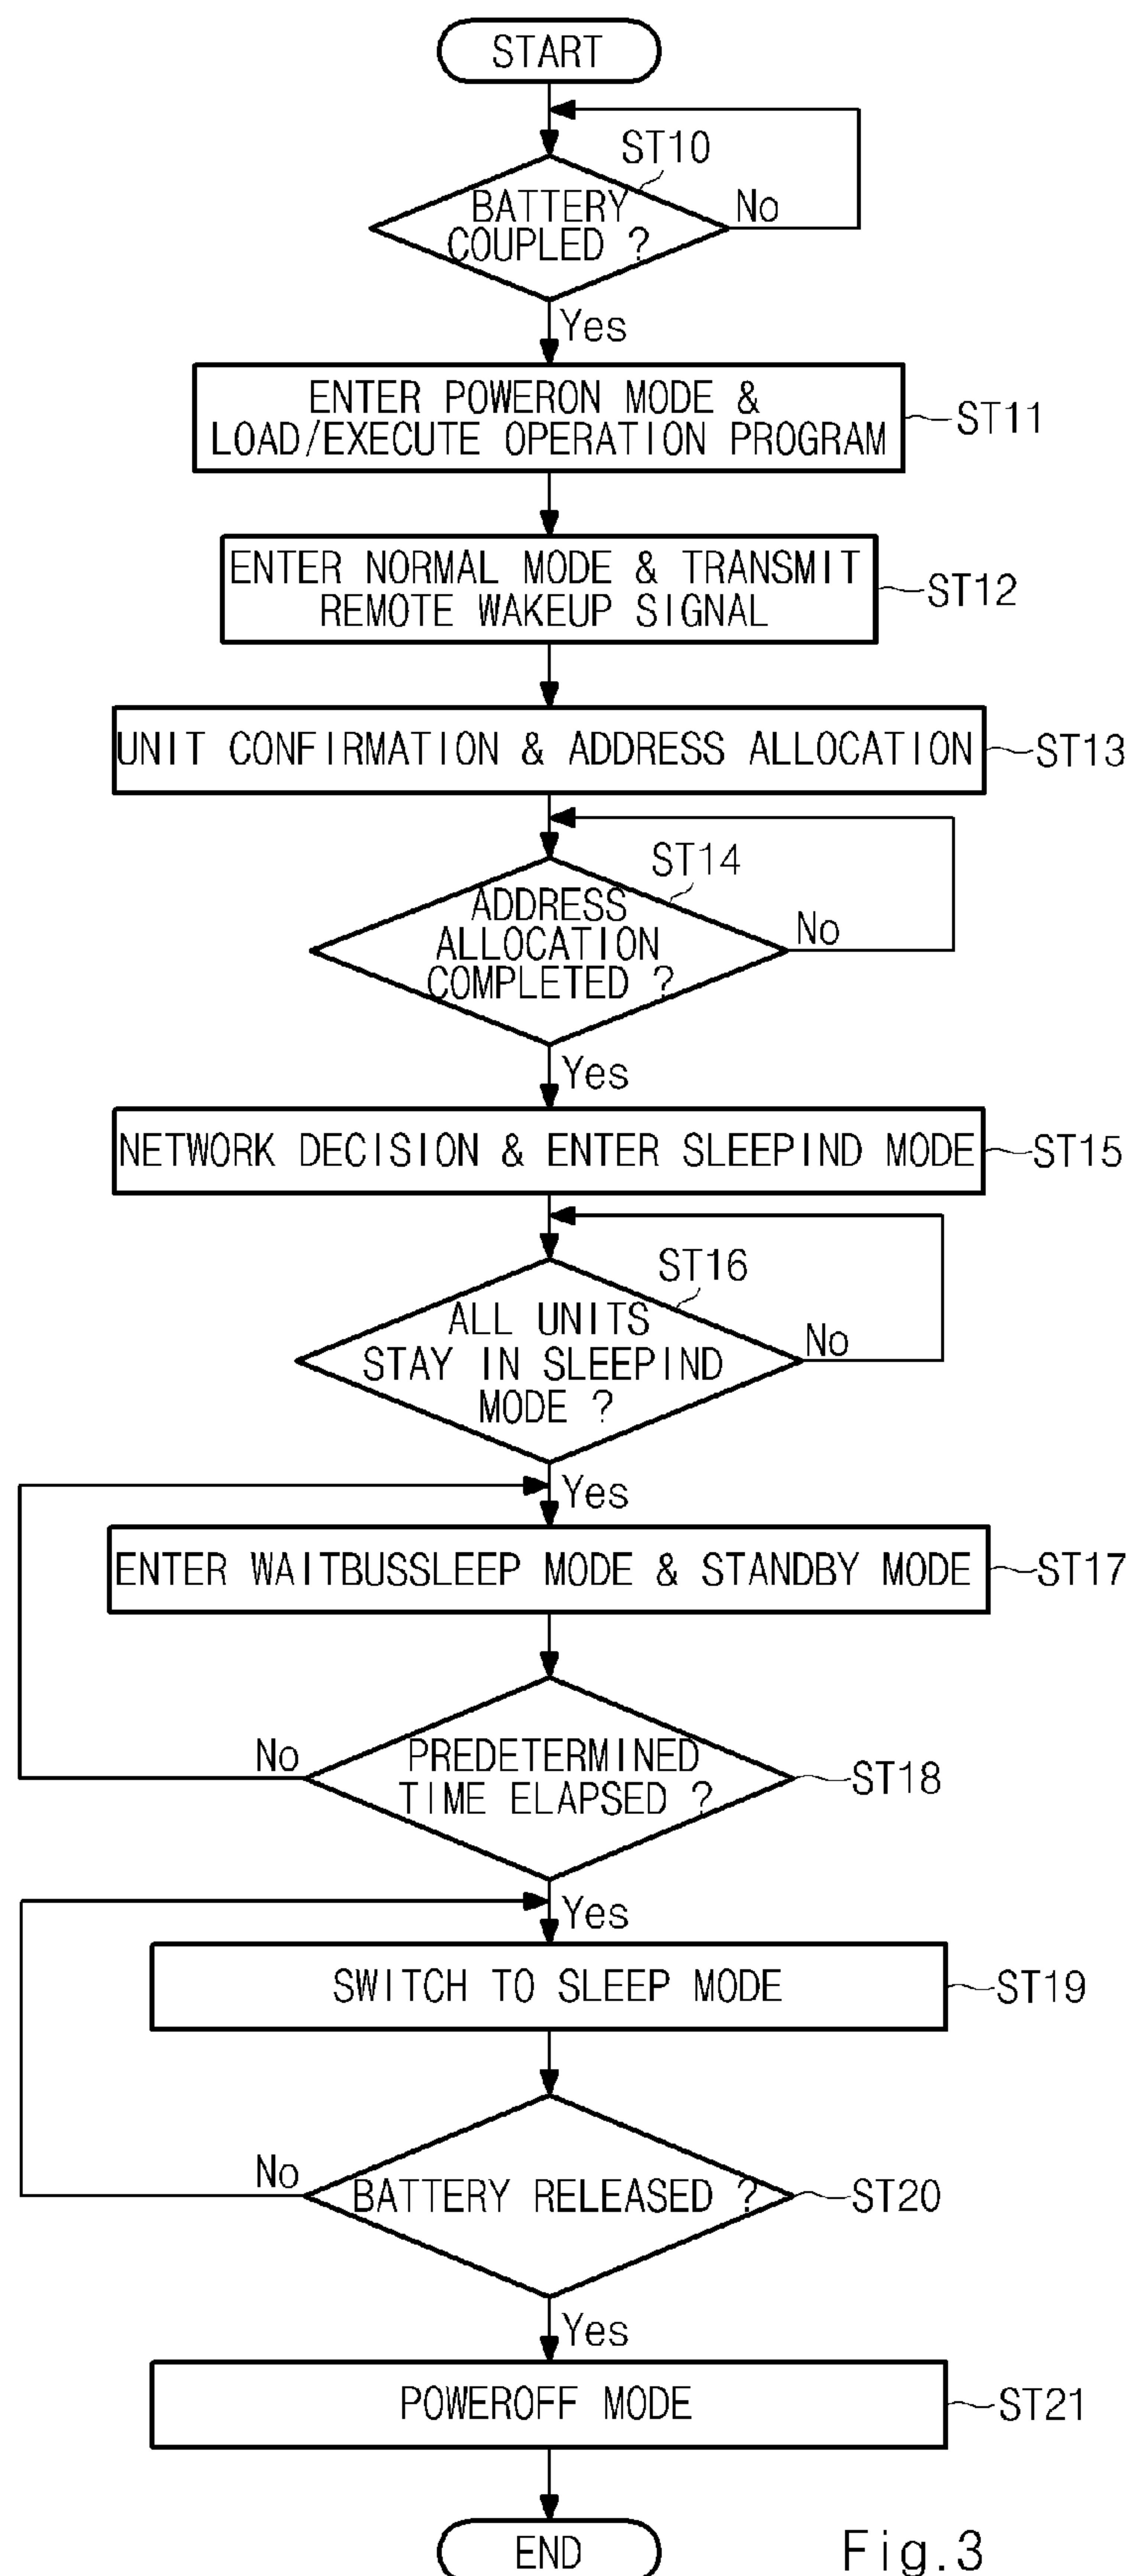 START
ST10
BATTERY
COUPLED ?
No
Yes
ENTER POWERON MODE &
LOAD/EXECUTE OPERATION PROGRAM
ST11
ENTER NORMAL MODE & TRANSMIT
REMOTE WAKEUP SIGNAL
ST12
UNIT CONFIRMATION & ADDRESS ALLOCATION
ST13
ST14
ADDRESS
ALLOCATION
COMPLETED ?
No
Yes
NETWORK DECISION & ENTER SLEEPIND MODE
ST15
ST16
ALL UNITS
STAY IN SLEEPIND
MODE ?
No
Yes
ENTER WAITBUSSLEEP MODE & STANDBY MODE
ST17
No
PREDETERMINED
TIME ELAPSED ?
ST18
Yes
SWITCH TO SLEEP MODE
ST19
No
BATTERY RELEASED ?
ST20
Yes
POWEROFF MODE
ST21
END
Fig.3